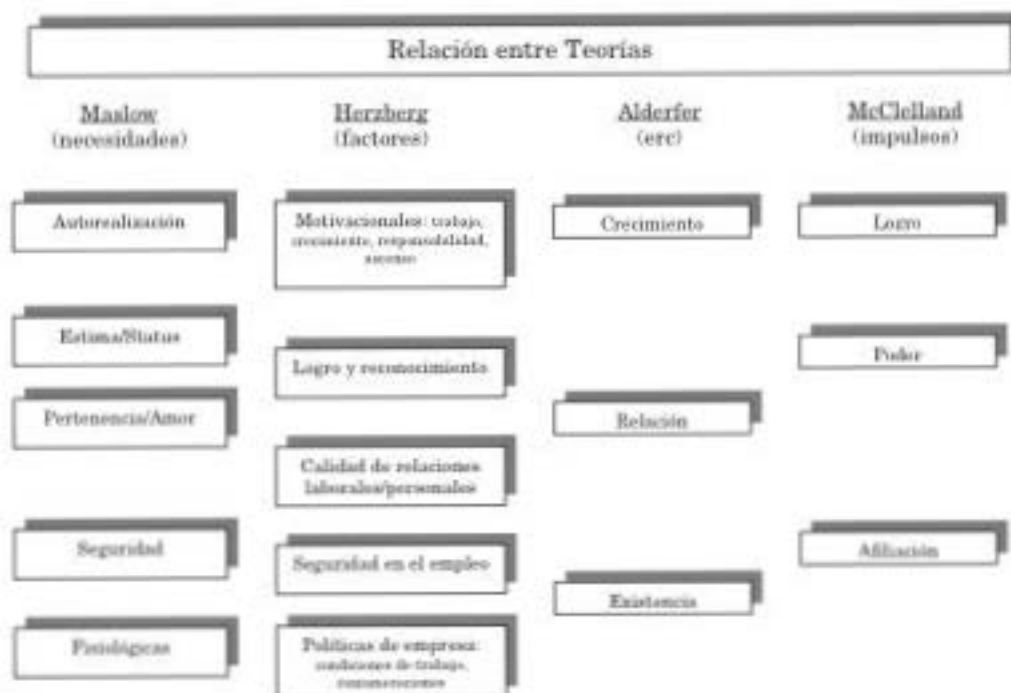 Relación entre Teorías
Maslow
(necesidades)
Herzberg
(factores)
Alderfer
(erc)
McClelland
(impulsos)
Autorealización
Motivacionales: trabajo,
crecimiento, responsabilidad,
ascenso
Crecimiento
Logro
Estima/Status
Logro y reconocimiento
Poder
Pertenencia/Amor
Relación
Calidad de relaciones
laborales/personales
Seguridad
Seguridad en el empleo
Afiliación
Existencia
Fisiológicas
Políticas de empresa:
condiciones de trabajo,
remuneraciones